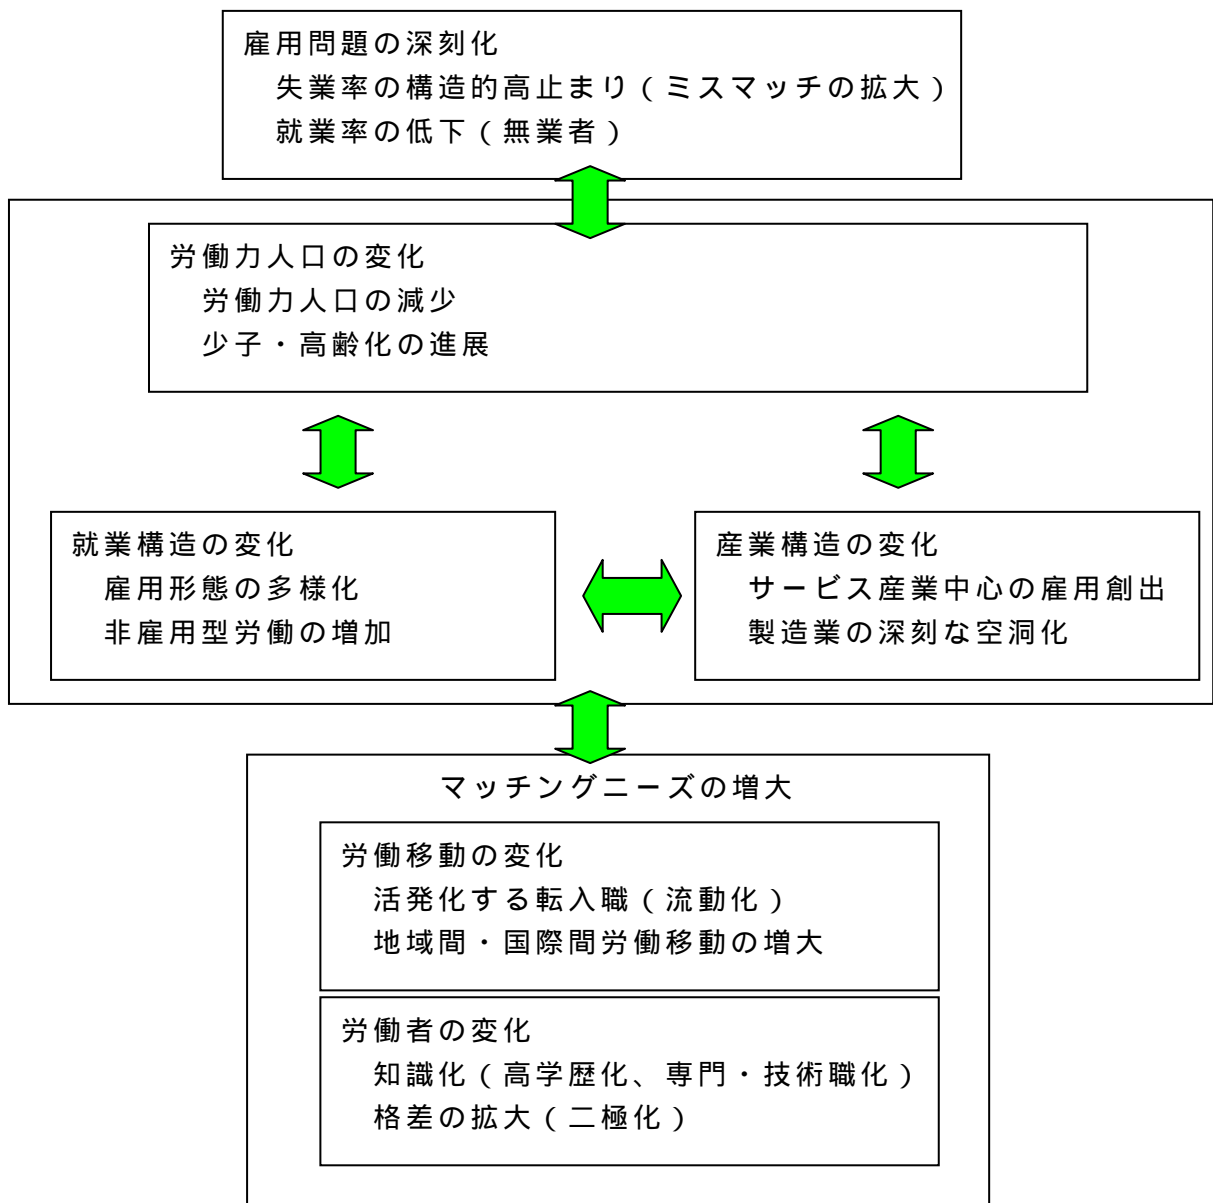 雇用問題の深刻化
失業率の構造的高止まり（ミスマッチの拡大）
就業率の低下（無業者）
労働力人口の変化
労働力人口の減少
少子・高齢化の進展
就業構造の変化
雇用形態の多様化
非雇用型労働の増加
産業構造の変化
サービス産業中心の雇用創出
製造業の深刻な空洞化
マッチングニーズの増大
労働移動の変化
活発化する転入職（流動化）
地域間・国際間労働移動の増大
労働者の変化
知識化（高学歴化、専門・技術職化）
格差の拡大（二極化）